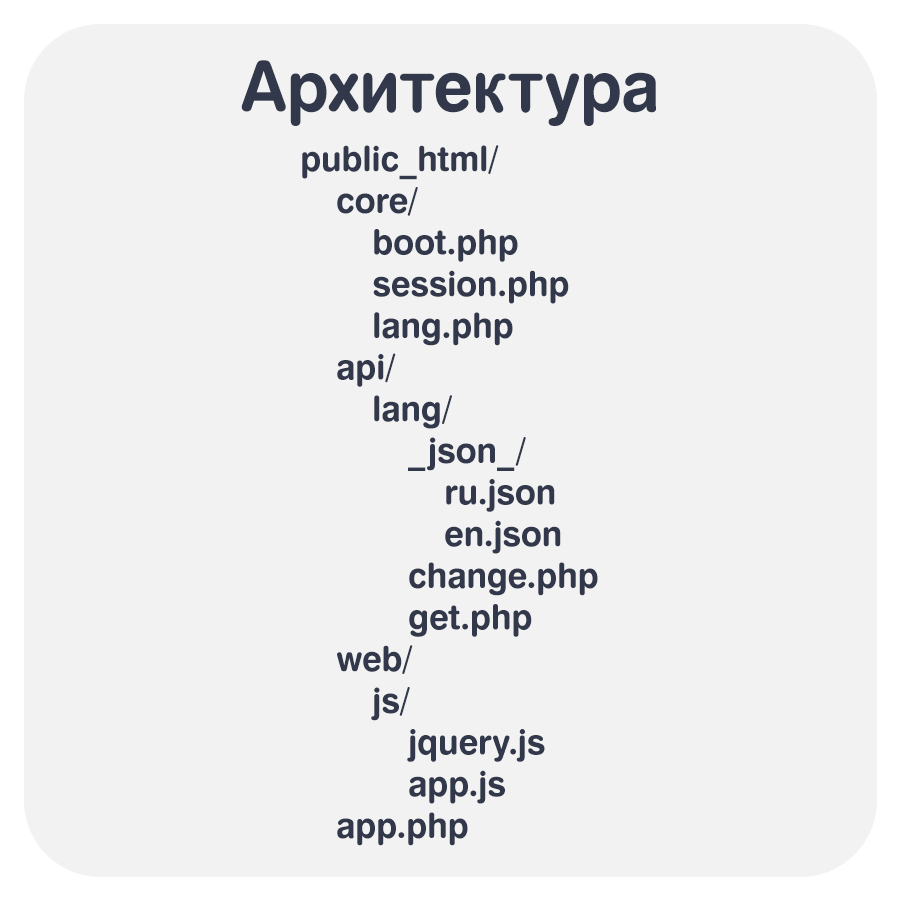 Архитектура
public_html/
core/
boot.php
session.php
lang.php
api/
lang/
_json_/
ru.json
en.json
change.php
get.php
web/
js/
jquery.js
app.js
app.php